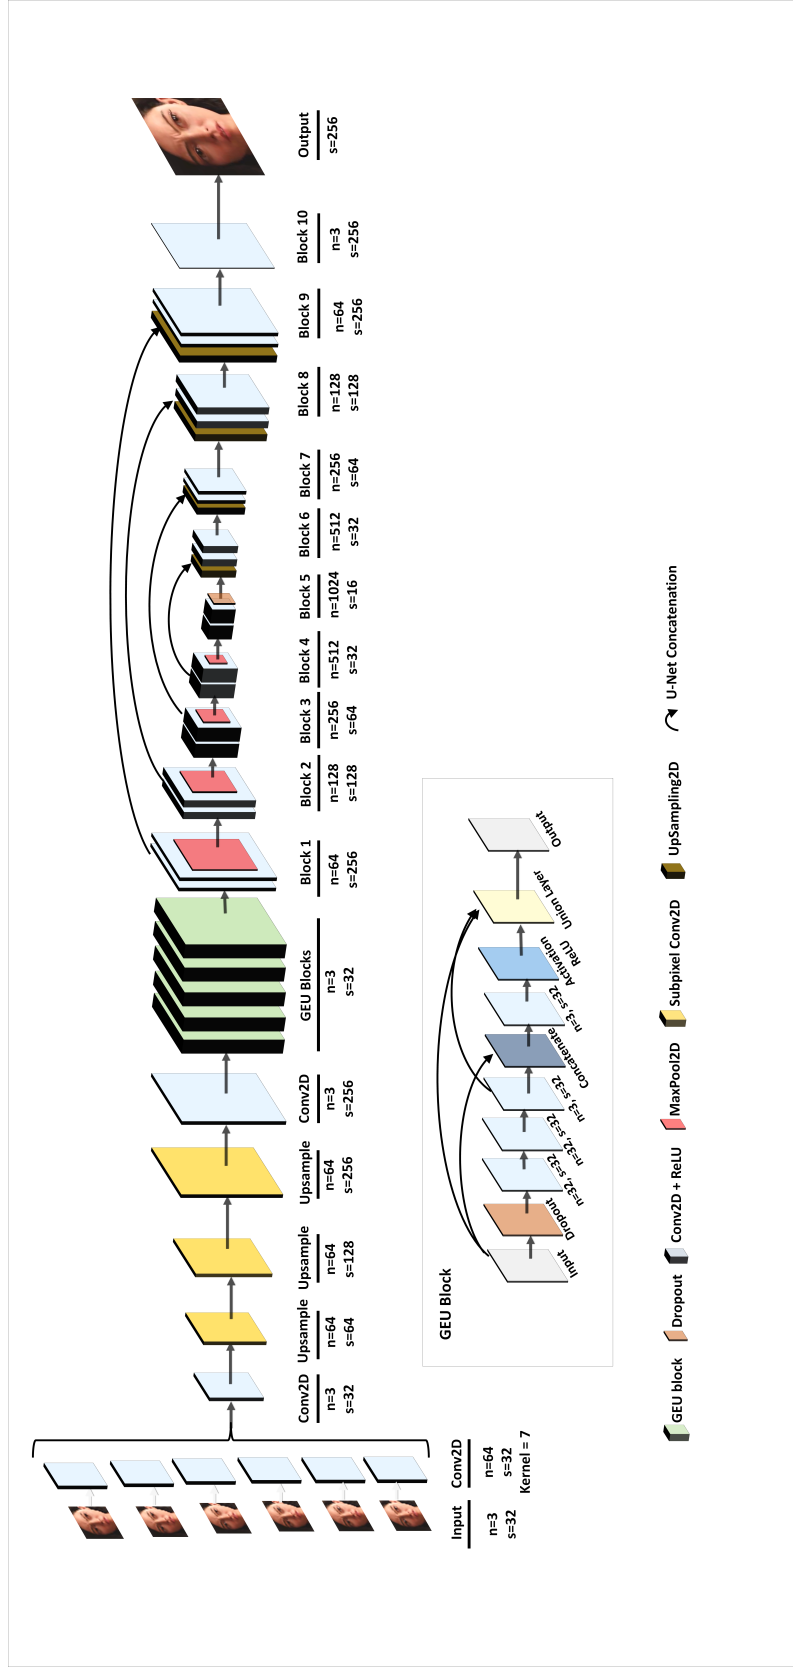 Input
n=3
s=32
Conv2D
n=64
s=32
Kernel = 7
Conv2D
n=3
s=32
Upsample
n=64
s=64
Upsample
n=64
s=128
Upsample
n=64
s=256
Conv2D
n=3
s=256
GEU Blocks
n=3
s=32
Block 1
n=64
s=256
Block 2
n=128
s=128
Block 3
n=256
s=64
Block 4
n=512
s=32
Block 5
n=1024
s=16
Block 6
n=512
s=32
Block 7
n=256
s=64
Block 8
n=128
s=128
Block 9
n=64
s=256
Block 10
n=3
s=256
Output
s=256
GEU Block
Input
Dropout
n=32, s=32
n=32, s=32
n=3, s=32
Concatenate
n=3, s=32
Activation
ReLU
Union Layer
Output
GEU block
Dropout
Conv2D + ReLU
MaxPool2D
Subpixel Conv2D
UpSampling2D
U-Net Concatenation